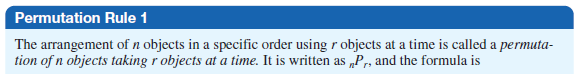 Permutation Rule 1
The arrangement of n objects in a specific order using r objects at a time is called a permuta-
tion of n objects taking r objects at a time. It is written as ₙPᵣ, and the formula is